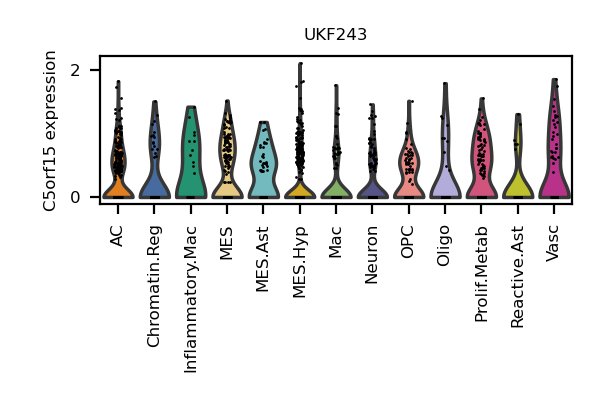 UKF243
C5orf15 expression
2
0
AC
Chromatin.Reg
Inflammatory.Mac
MES
MES.Ast
MES.Hyp
Mac
Neuron
OPC
Oligo
Prolif.Metab
Reactive.Ast
Vasc